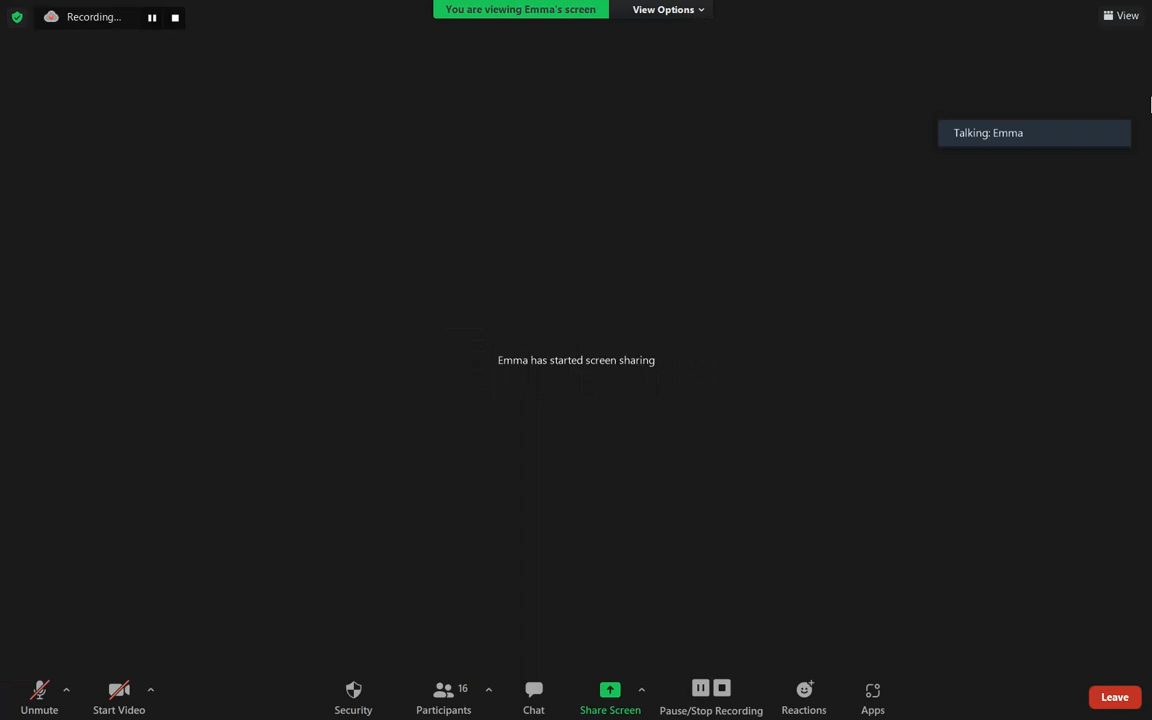 Recording...
You are viewing Emma's screen
View Options
View
Talking: Emma
Emma has started screen sharing
Unmute
Start Video
Security
Participants
16
Chat
Share Screen
Pause/Stop Recording
Reactions
Apps
Leave